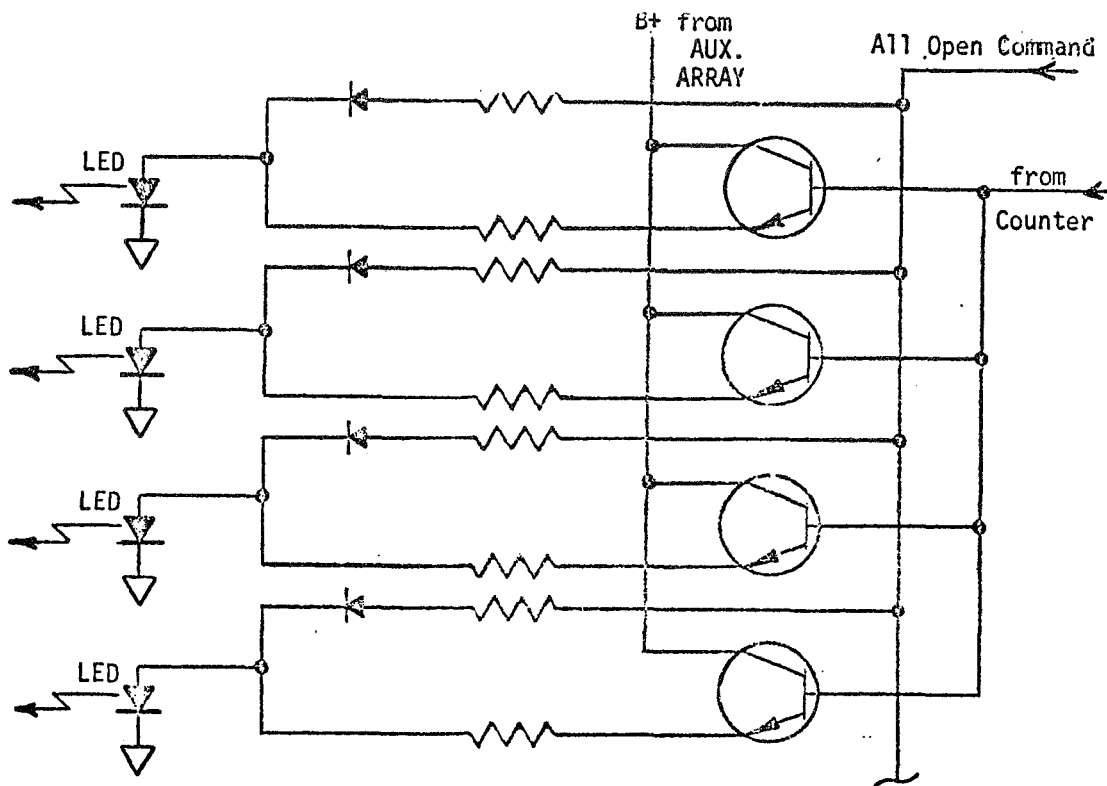 B+ from
AUX.
ARRAY
All Open Command
LED
from
Counter
LED
LED
LED